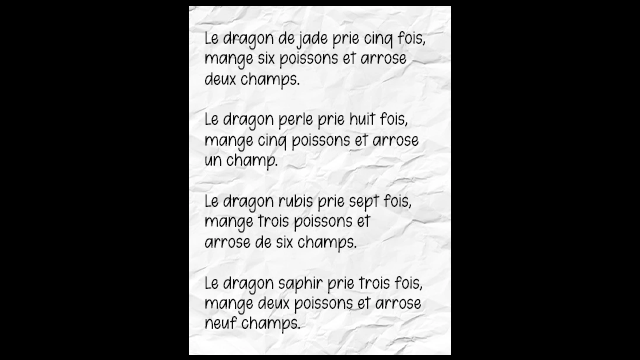 Le dragon de jade prie cinq fois,
mange six poissons et arrose
deux champs.
Le dragon perle prie huit fois,
mange cinq poissons et arrose
un champ.
Le dragon rubis prie sept fois,
mange trois poissons et
arrose de six champs.
Le dragon saphir prie trois fois,
mange deux poissons et arrose
neuf champs.